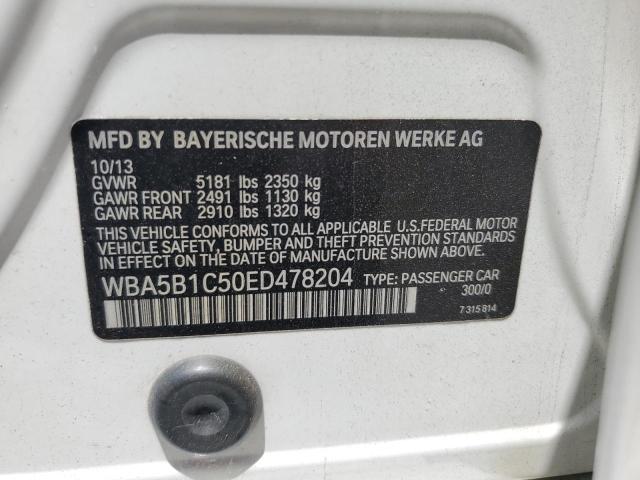 MFD BY BAYERISCHE MOTOREN WERKE AG
10/13
GVWR 5181 lbs 2350 kg
GAWR FRONT 2491 lbs 1130 kg
GAWR REAR 2910 lbs 1320 kg
THIS VEHICLE CONFORMS TO ALL APPLICABLE U.S.FEDERAL MOTOR
VEHICLE SAFETY, BUMPER AND THEFT PREVENTION STANDARDS
IN EFFECT ON THE DATE OF MANUFACTURE SHOWN ABOVE.
WBA5B1C50ED478204 TYPE: PASSENGER CAR
300/0
7315814